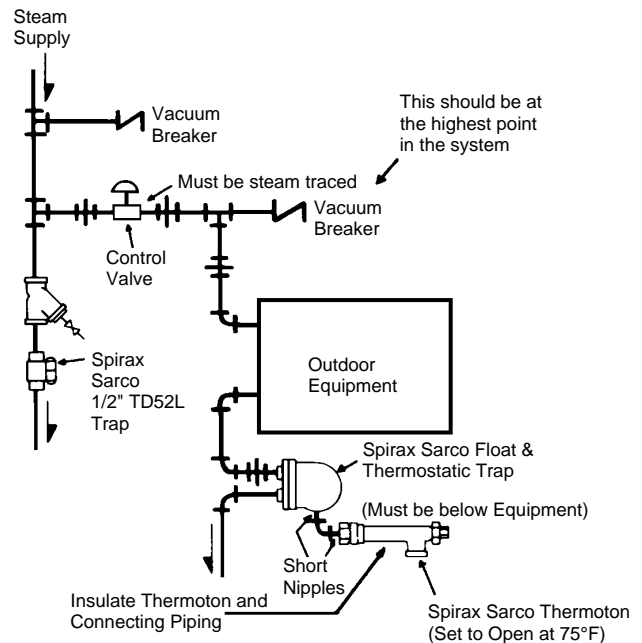 Steam
Supply
Vacuum
Breaker
This should be at
the highest point
in the system
Must be steam traced
Vacuum
Breaker
Control
Valve
Spirax
Sarco
1/2" TD52L
Trap
Outdoor
Equipment
Spirax Sarco Float &
Thermostatic Trap
(Must be below Equipment)
Short
Nipples
Insulate Thermoton and
Connecting Piping
Spirax Sarco Thermoton
(Set to Open at 75°F)